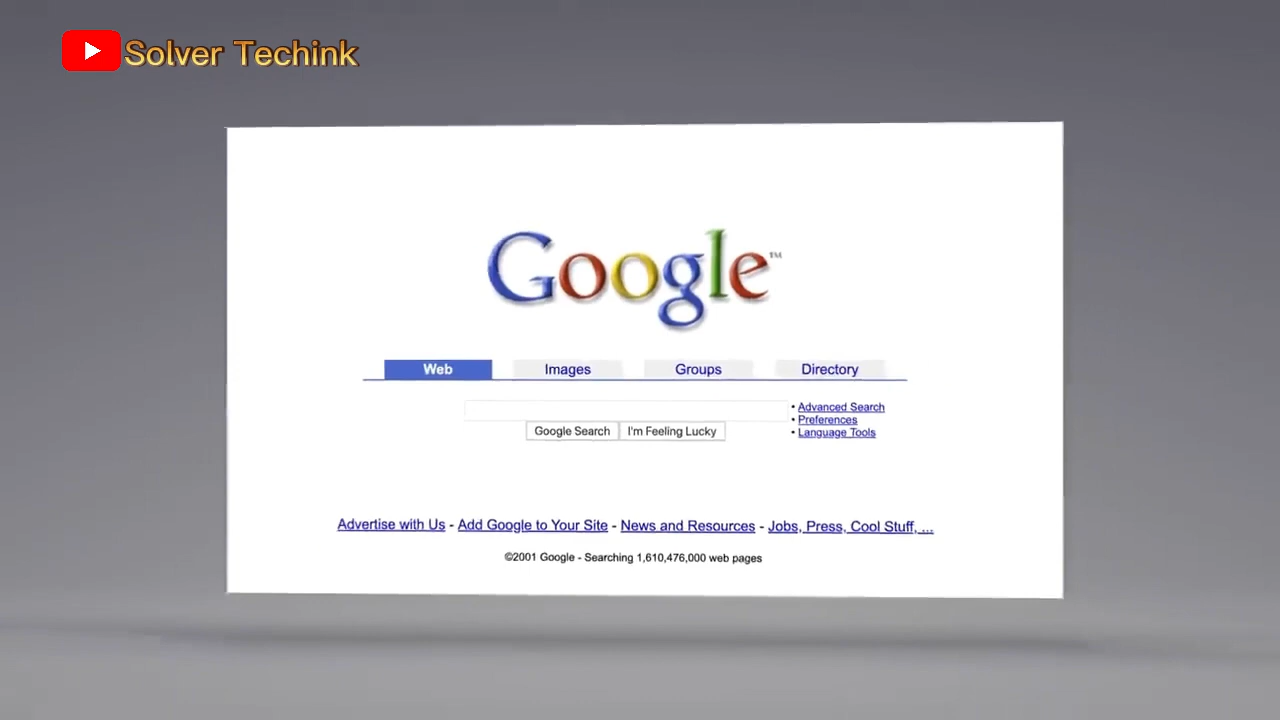 Solver Techink
Google™
Web Images Groups Directory
• Advanced Search
• Preferences
• Language Tools
Google Search I'm Feeling Lucky
Advertise with Us - Add Google to Your Site - News and Resources - Jobs, Press, Cool Stuff, ...
©2001 Google - Searching 1,610,476,000 web pages